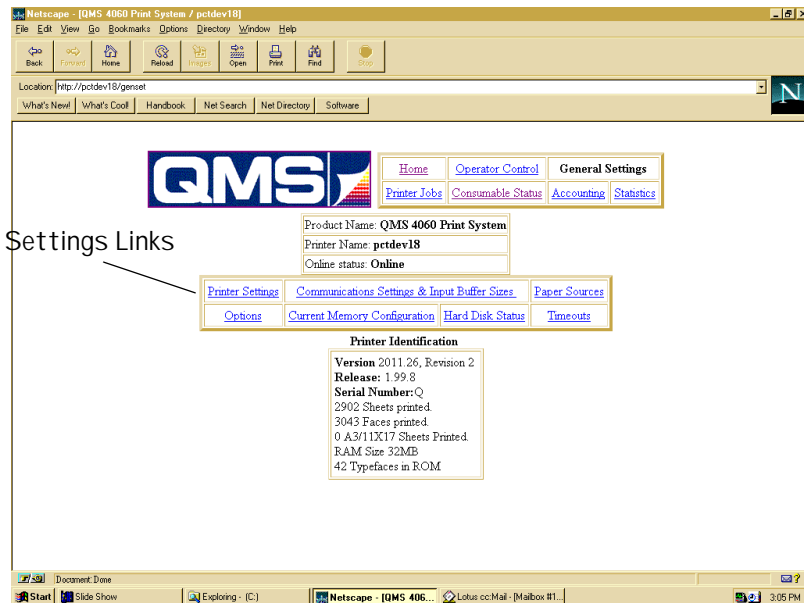 Netscape - [QMS 4060 Print System / pctdev18]
File Edit View Go Bookmarks Options Directory Window Help
Back Forward Home Reload Images Open Print Find Stop
Location: http://pctdev18/genset
What's New! What's Cool! Handbook Net Search Net Directory Software
N
QMS
Home Operator Control General Settings
Printer Jobs Consumable Status Accounting Statistics
Product Name: QMS 4060 Print System
Printer Name: pctdev18
Online status: Online
Settings Links
Printer Settings Communications Settings & Input Buffer Sizes Paper Sources
Options Current Memory Configuration Hard Disk Status Timeouts
Printer Identification
Version 2011.26, Revision 2
Release: 1.99.8
Serial Number:Q
2902 Sheets printed.
3043 Faces printed.
0 A3/11X17 Sheets Printed.
RAM Size 32MB
42 Typefaces in ROM
Document: Done
Start Slide Show Exploring - (C:) Netscape - [QMS 406... Lotus cc:Mail - [Mailbox #1... 3:05 PM